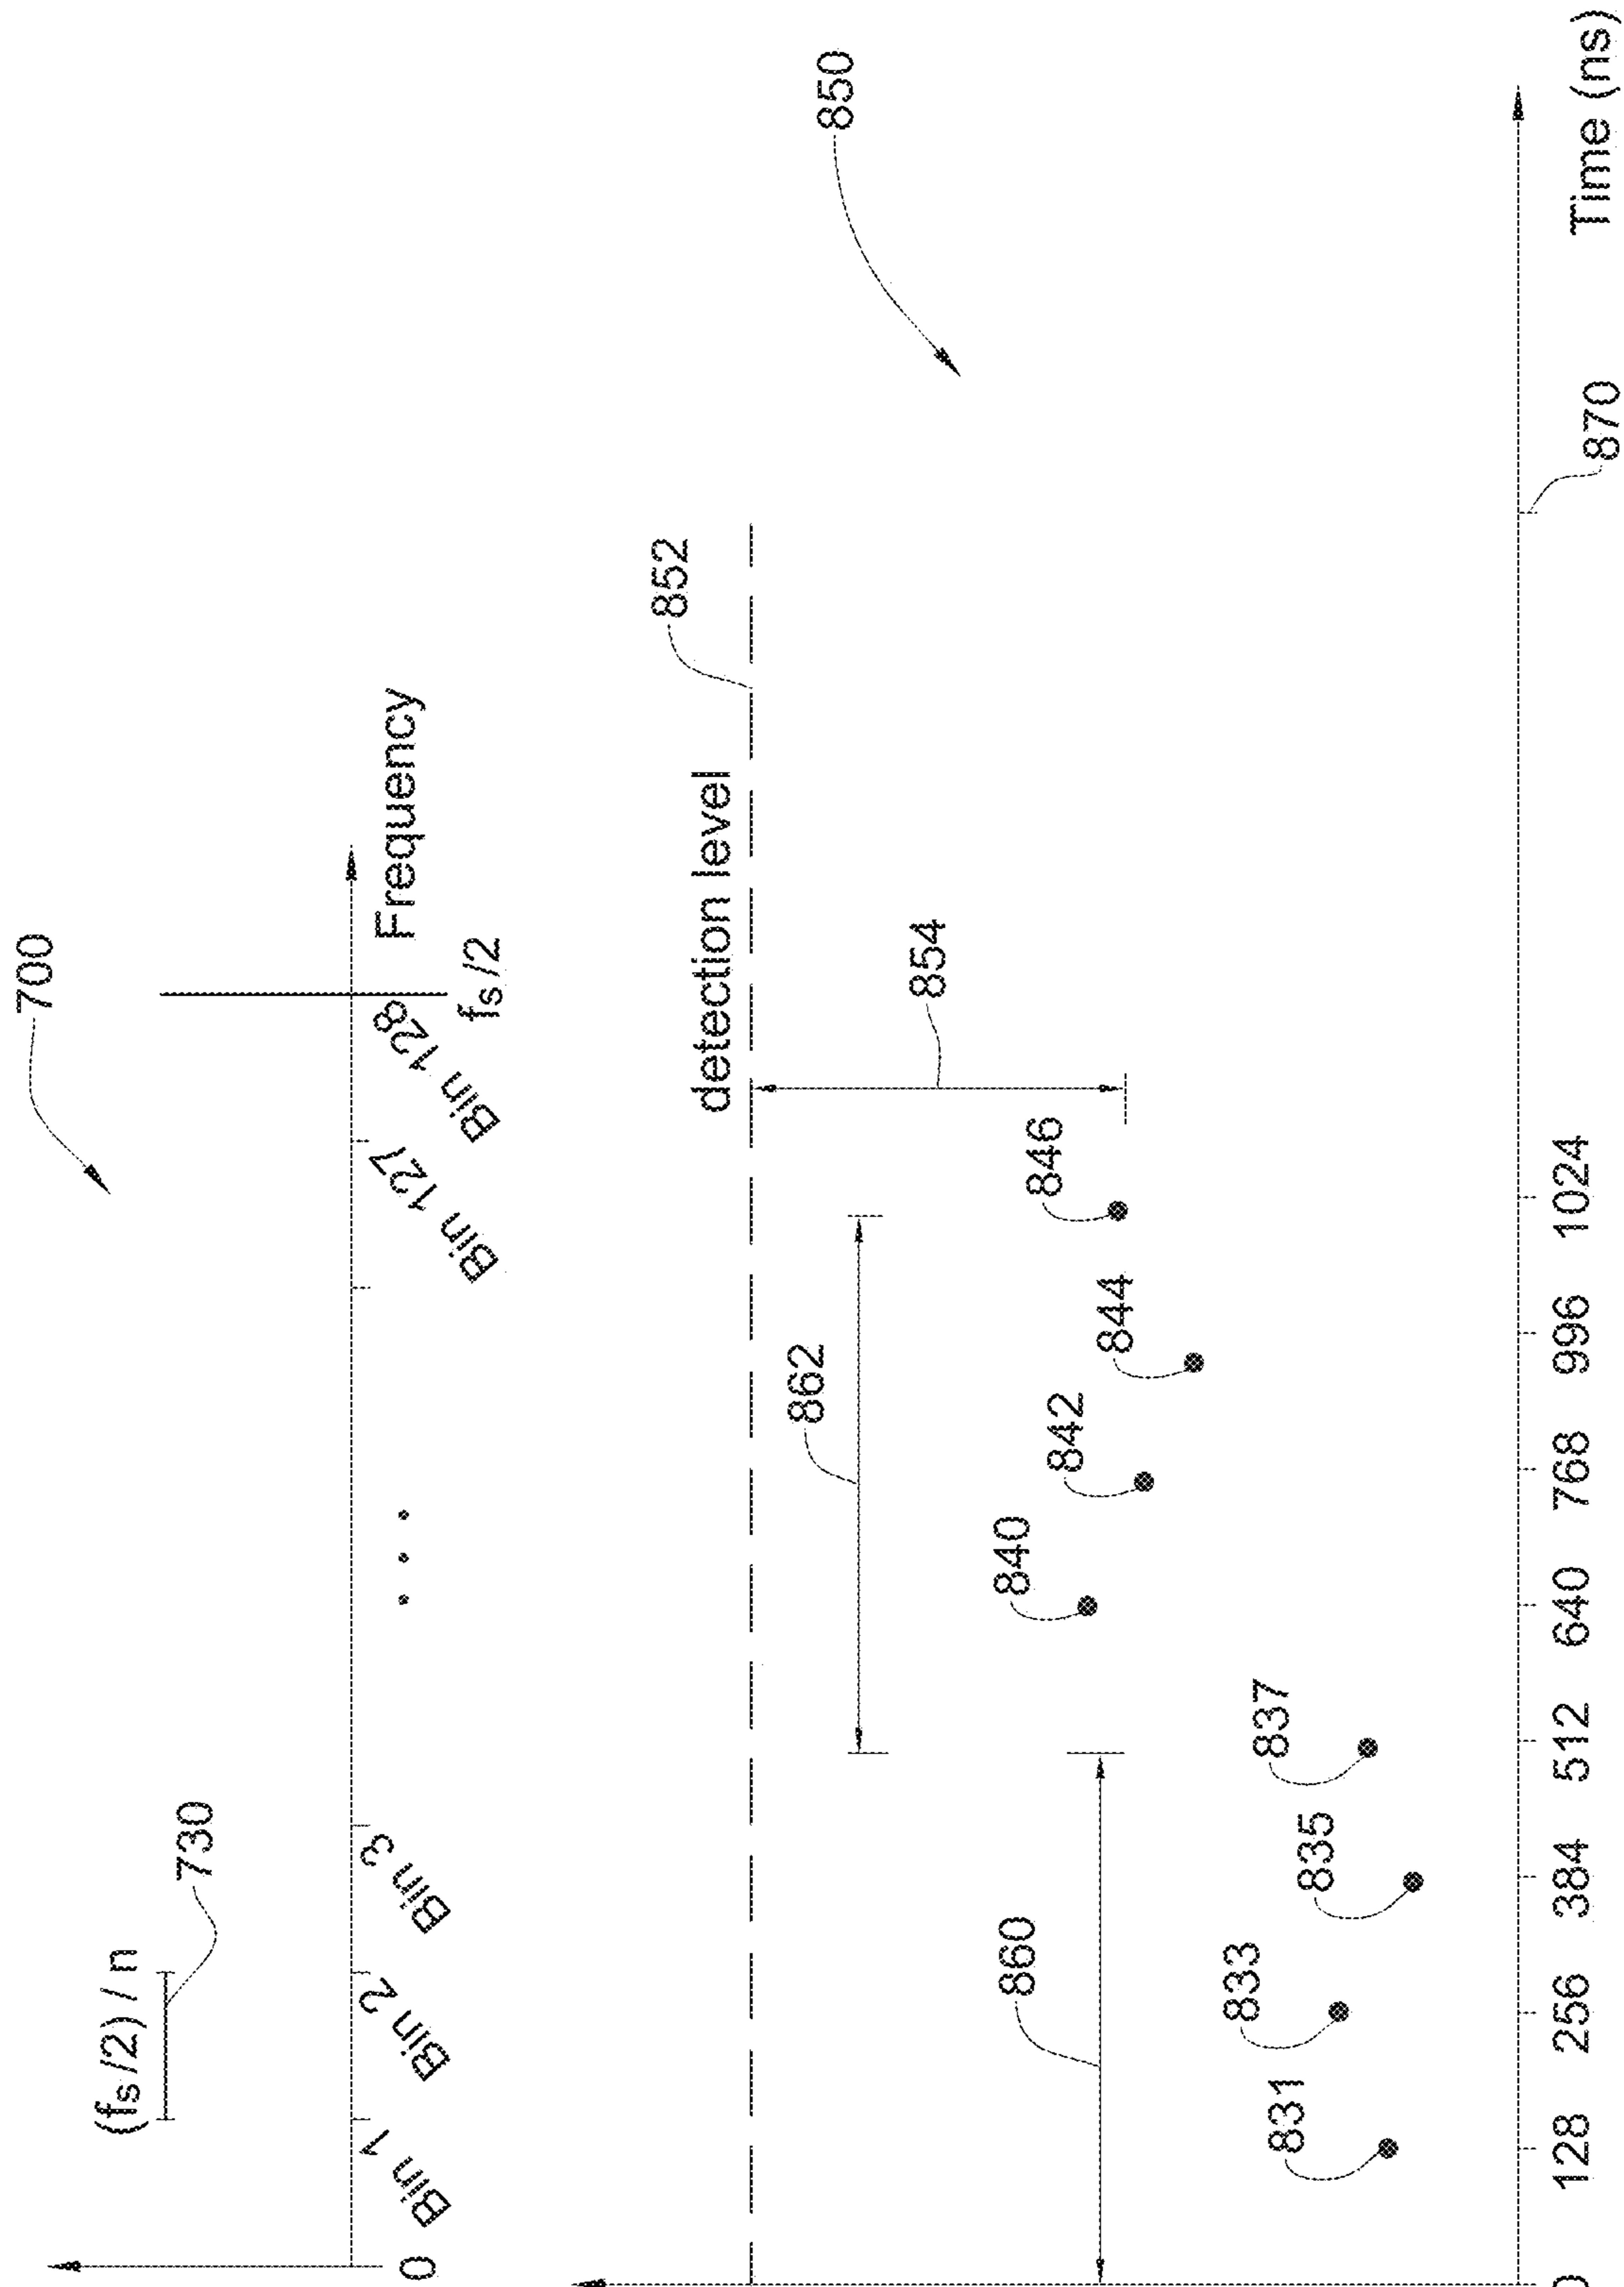 700
(fs/2) / n
730
0
Bin 1
Bin 2
Bin 3
...
Bin 127
Bin 128
fs/2
Frequency
detection level
852
850
862
854
860
840
842
844
846
831
833
835
837
0
128
256
384
512
640
768
996
1024
870
Time (ns)